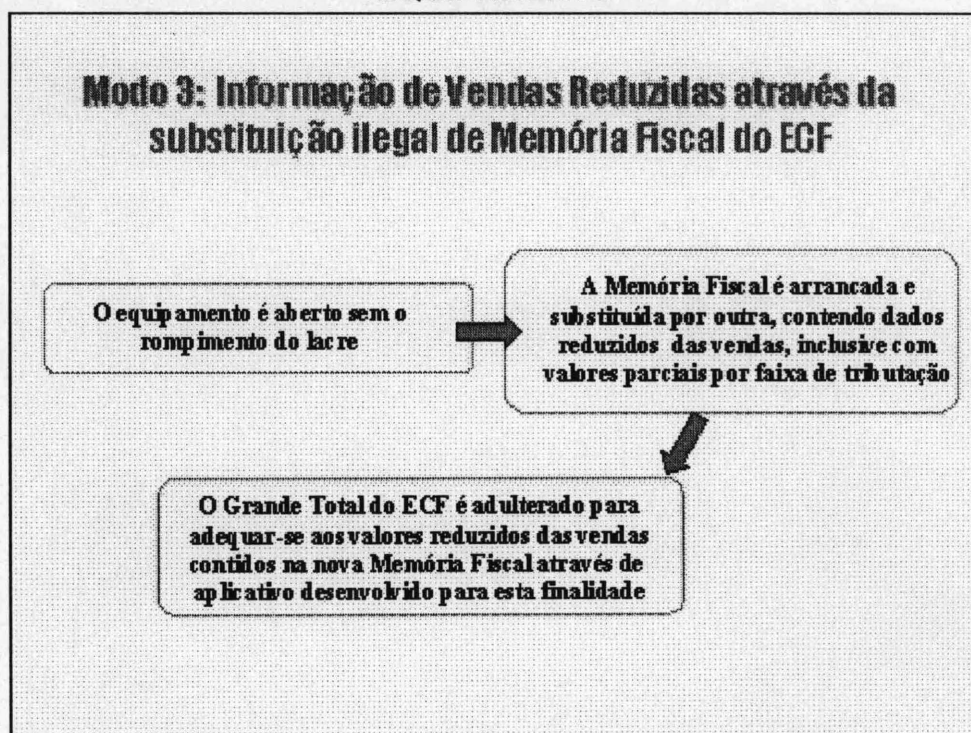 Modo 3: Informação de Vendas Reduzidas através da
substituição ilegal de Memória Fiscal do ECF
O equipamento é aberto sem o
rompimento do lacre
A Memória Fiscal é arrancada e
substituída por outra, contendo dados
reduzidos das vendas, inclusive com
valores parciais por faixa de tributação
O Grande Total do ECF é adulterado para
adequar-se aos valores reduzidos das vendas
contidos na nova Memória Fiscal através de
aplicativo desenvolvido para esta finalidade